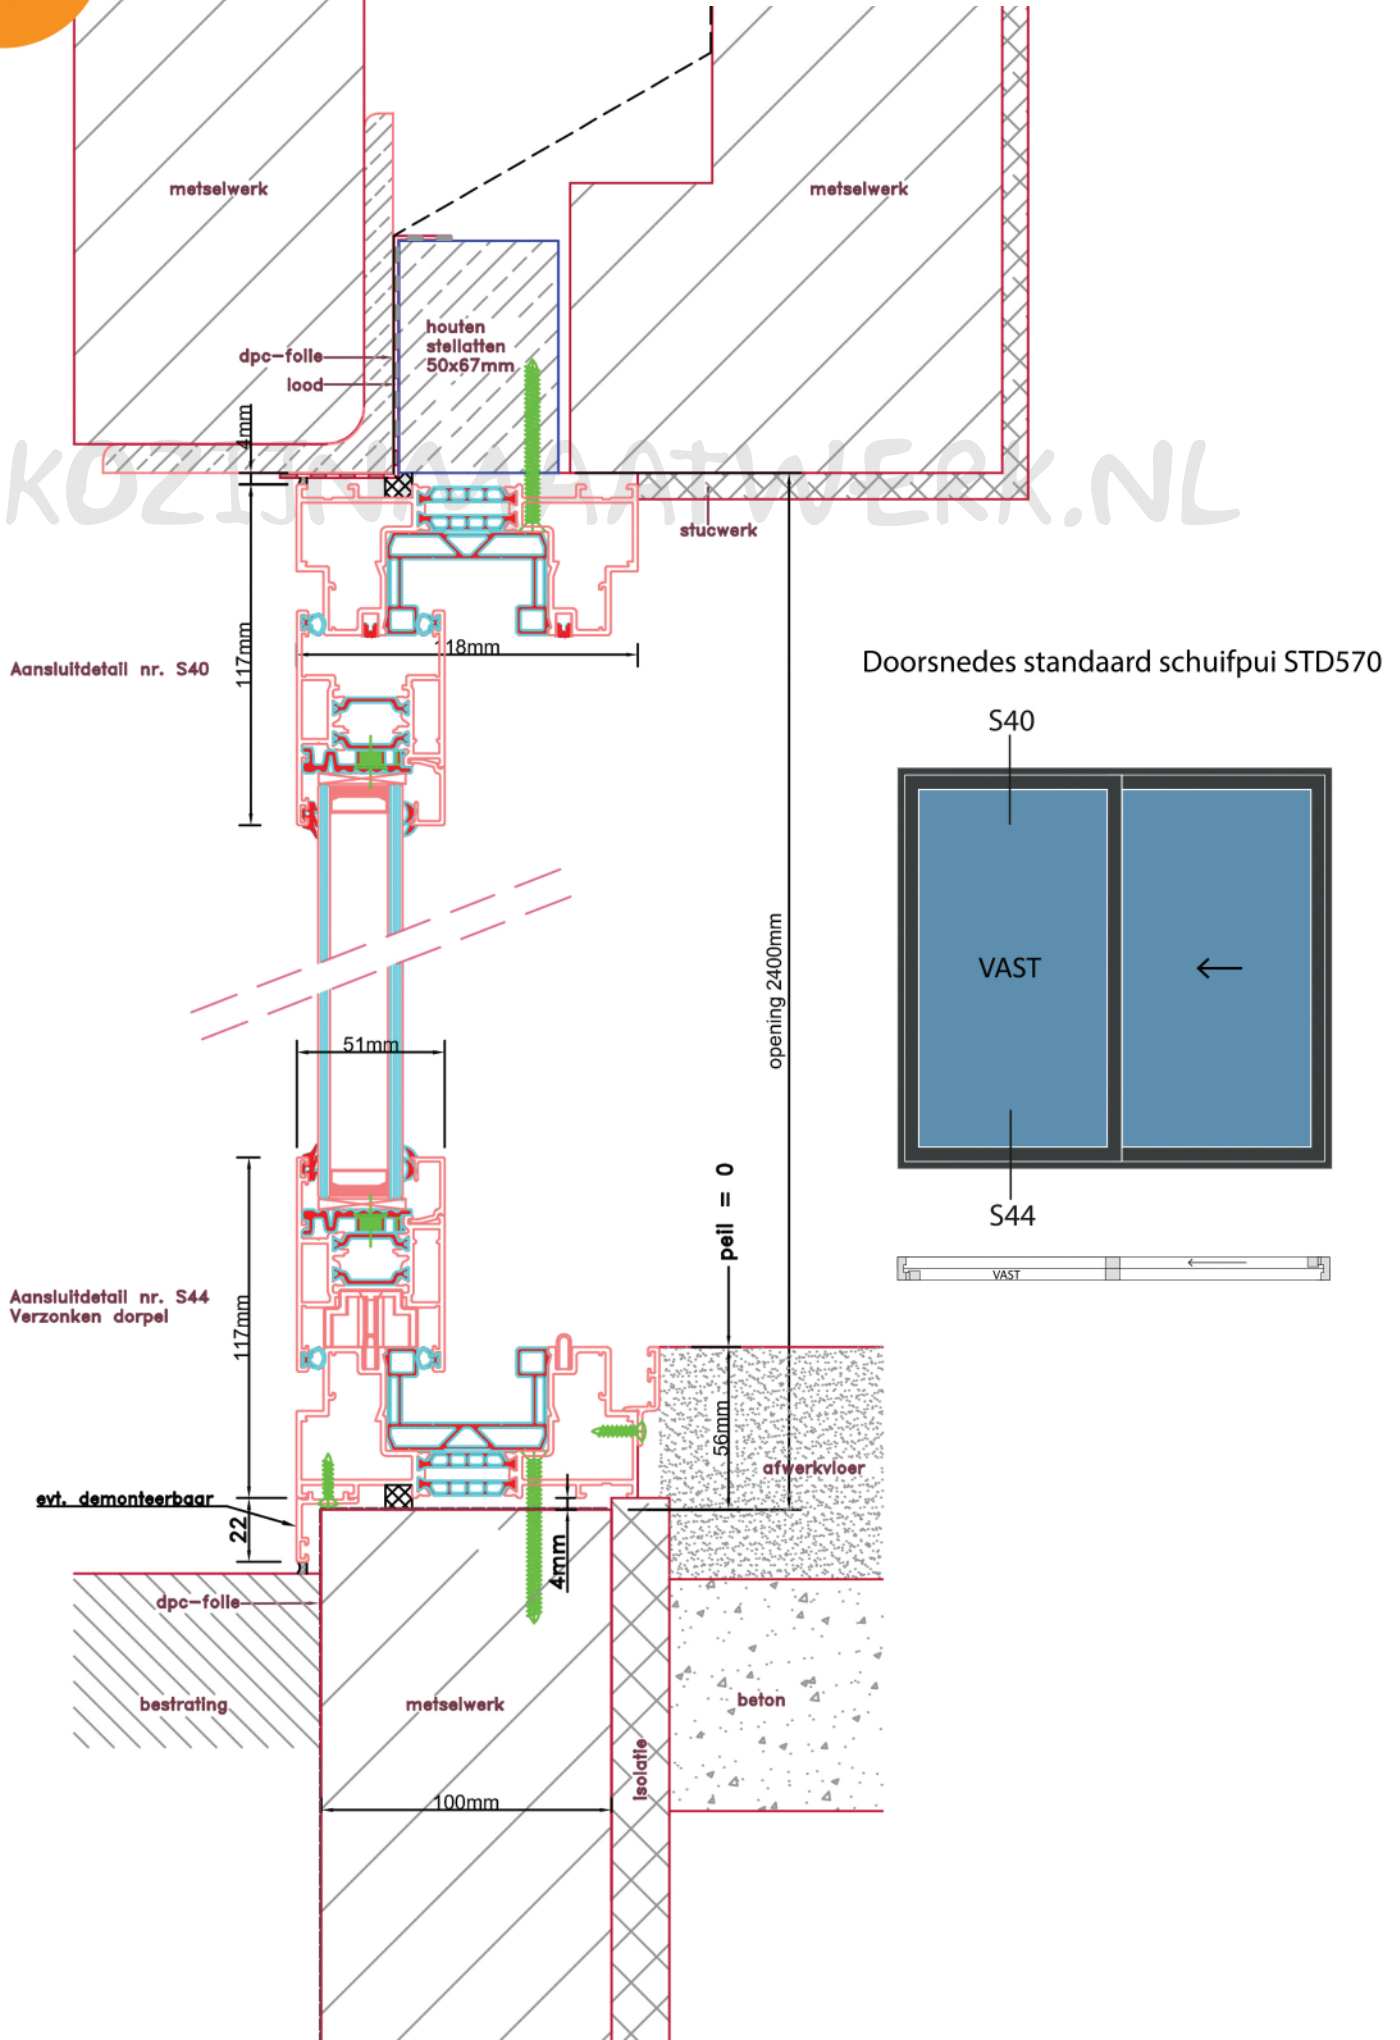 metselwerk
metselwerk
houten
stellatten
50x67mm
dpc-folie
lood
4mm
KOZIJNMAATWERK.NL
stucwerk
118mm
117mm
Aansluitdetail nr. S40
Doorsnedes standaard schuifpui STD570
S40
VAST
←
opening 2400mm
51mm
peil = 0
S44
VAST
Aansluitdetail nr. S44
Verzonken dorpel
117mm
56mm
afwerkvloer
evt. demonteerbaar
22
4mm
dpc-folie
bestrating
metselwerk
beton
isolatie
100mm